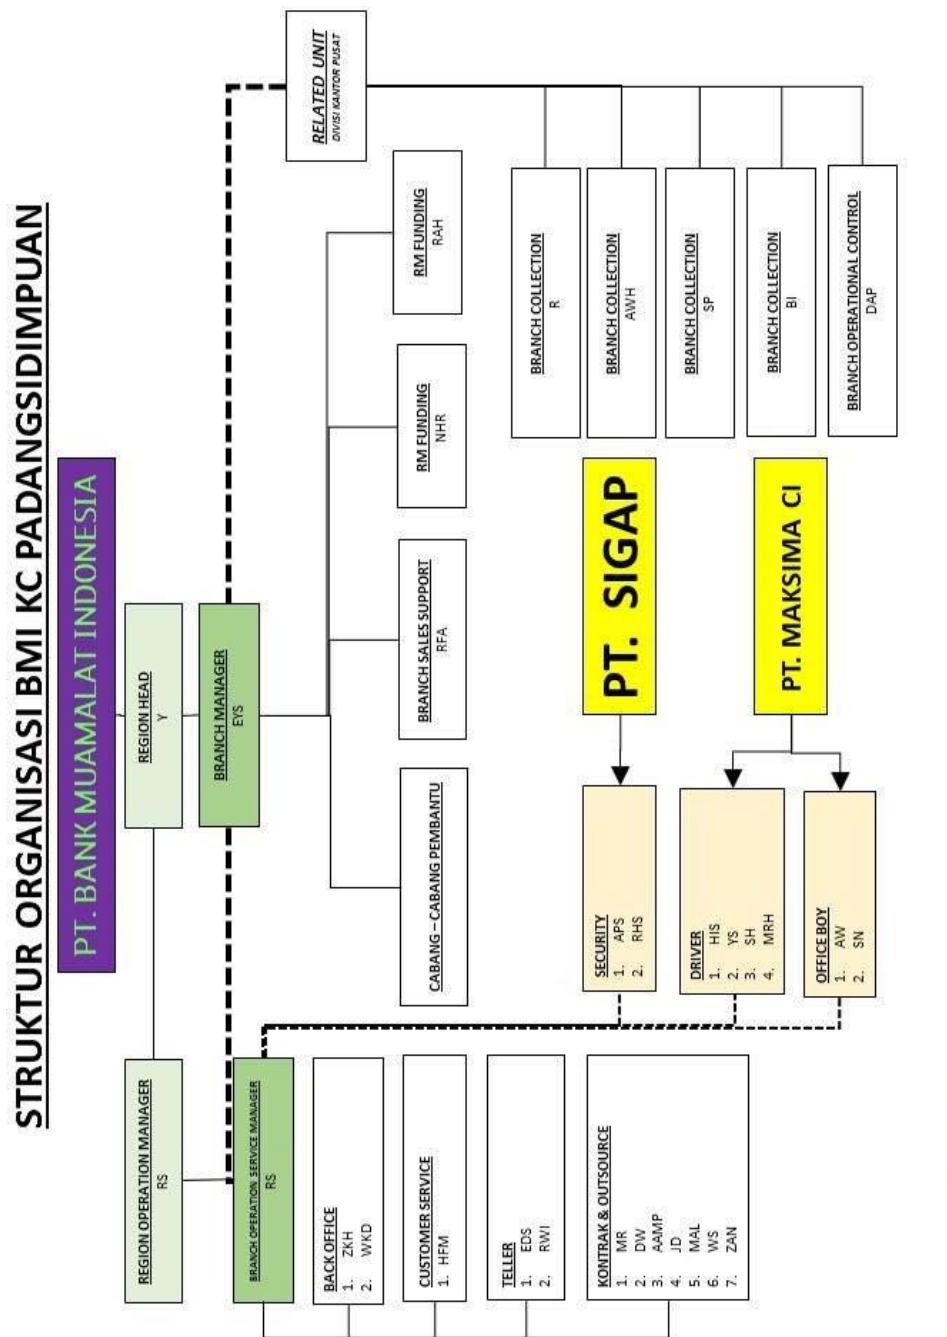 STRUKTUR ORGANISASI BMI KC PADANGSIDIMPUAN
PT. BANK MUAMALAT INDONESIA
REGION HEAD
Y
REGION OPERATION MANAGER
RS
BRANCH MANAGER
EYS
RELATED UNIT
DIVISI KANTOR PUSAT
BRANCH OPERATION SERVICE MANAGER
RS
BACK OFFICE
1. ZKH
2. WKD
CUSTOMER SERVICE
1. HFM
TELLER
1. EDS
2. RWI
KONTRAK & OUTSOURCE
1. MR
2. DW
3. AAMP
4. JD
5. MAL
6. WS
7. ZAN
CABANG – CABANG PEMBANTU
BRANCH SALES SUPPORT
RFA
RM FUNDING
NHR
RM FUNDING
RAH
SECURITY
1. APS
2. RHS
DRIVER
1. HIS
2. YS
3. SH
4. MRH
OFFICE BOY
1. AW
2. SN
PT. SIGAP
PT. MAKSIMA CI
BRANCH COLLECTION
R
BRANCH COLLECTION
AWH
BRANCH COLLECTION
SP
BRANCH COLLECTION
BI
BRANCH OPERATIONAL CONTROL
DAP